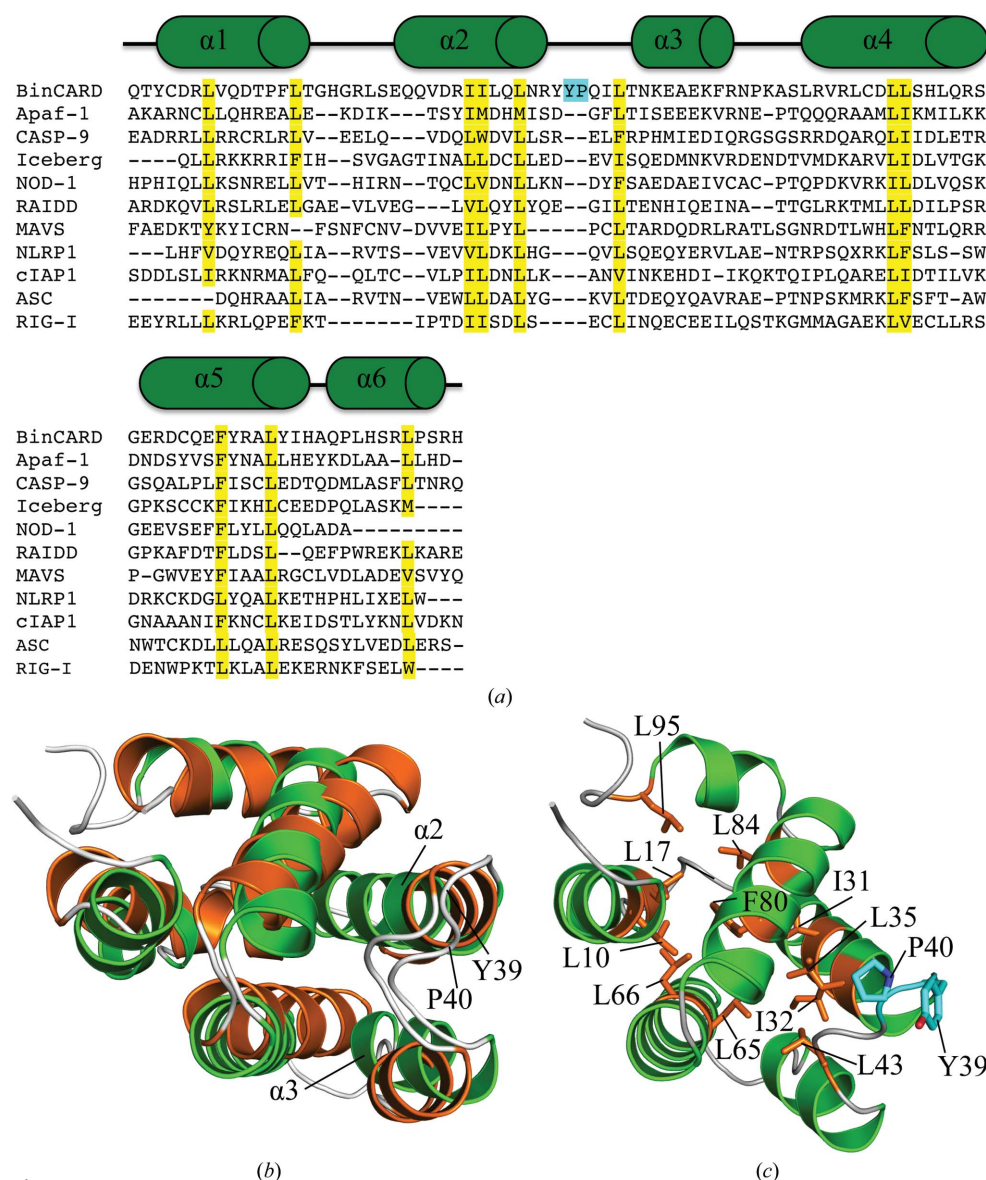 α1 α2 α3 α4
BinCARD QTYCDRLVQDTPFLTGHGRLSEQQVDRIILQLNRYYPQILTNKEAEKFRNPKASLRVRLCDLLSHLQRS
Apaf-1 AKARNCLLQHREALE--KDIK---TSYIMDHMISD--GFLTISEEEKVRNE-PTQQQRAAMLIKMILKK
CASP-9 EADRRLLRRCRLRLV--EELQ---VDQLWDVLLSR--ELFRPHMIEDIQRGSGSRRDQARQLIIDLETR
Iceberg ----QLLRKKRRIFIH--SVGAGTINALLDCLLED--EVISQEDMNKVRDENDTVMDKARVLIDLVTGK
NOD-1 HPHIQLLKSNRELLVT--HIRN--TQCLVDNLLKN--DYFSAEDAEIVCAC-PTQPDKVRKILDLVQSK
RAIDD ARDKQVLRSLRLELGAE-VLVEG--LVLQYLYQE--GILTENHIQEINA--TTGLRKTMLLLDILPSR
MAVS FAEDKTYKYICRN--FSNFCNV-DVVEILPYL----PCLTARDQDRLRATLSGNRDTLWHLFNTLQRR
NLRP1 --LHFVDQYREQLIA--RVTS--VEVVLDKLHG--QVLSQEQYERVLAE-NTRPSQXRKLFSLS-SW
cIAP1 SDDLSLIRKNRMALFQ--QLTC--VLPILDNLLK--ANVINKEHDI-IKQKTQIPLQARELIDTILVK
ASC -------DQHRAALIA--RVTN--VEWLLDALYG---KVLTDEQYQAVRAE-PTNPSKMRKLFSFT-AW
RIG-I EEYRLLLLKRLQPEFKT-------IPTDIISDLS----ECLINQECEEILQSTKGMMAGAEKLVECLLRS
α5 α6
BinCARD GERDCQEFYRALYIHAQPLHSRLPSRH
Apaf-1 DNDSYVSFYNALLHEYKDLAA-LLHD-
CASP-9 GSQALPLFISCLEDTQDMLASFLTNRQ
Iceberg GPKSCCKFIKHLCEEDPQLASKM----
NOD-1 GEEVSEFFLYLLQQLADA---------
RAIDD GPKAFDTFLDSL--QEFPWREKLKARE
MAVS P-GWVEYFIAALRGCLVDLADEVSVYQ
NLRP1 DRKCKDGLYQALKETHPHLIXELW---
cIAP1 GNAAANIFKNCLKEIDSTLYKNLVDKN
ASC NWTCKDLLLQALRESQSYLVEDLERS-
RIG-I DENWPKTLKLALEKERNKFSELW----
(a)
α2
Y39
P40
α3
(b)
L95
L84
L17
F80
I31
L35
P40
L10
L66
I32
L65
L43
Y39
(c)